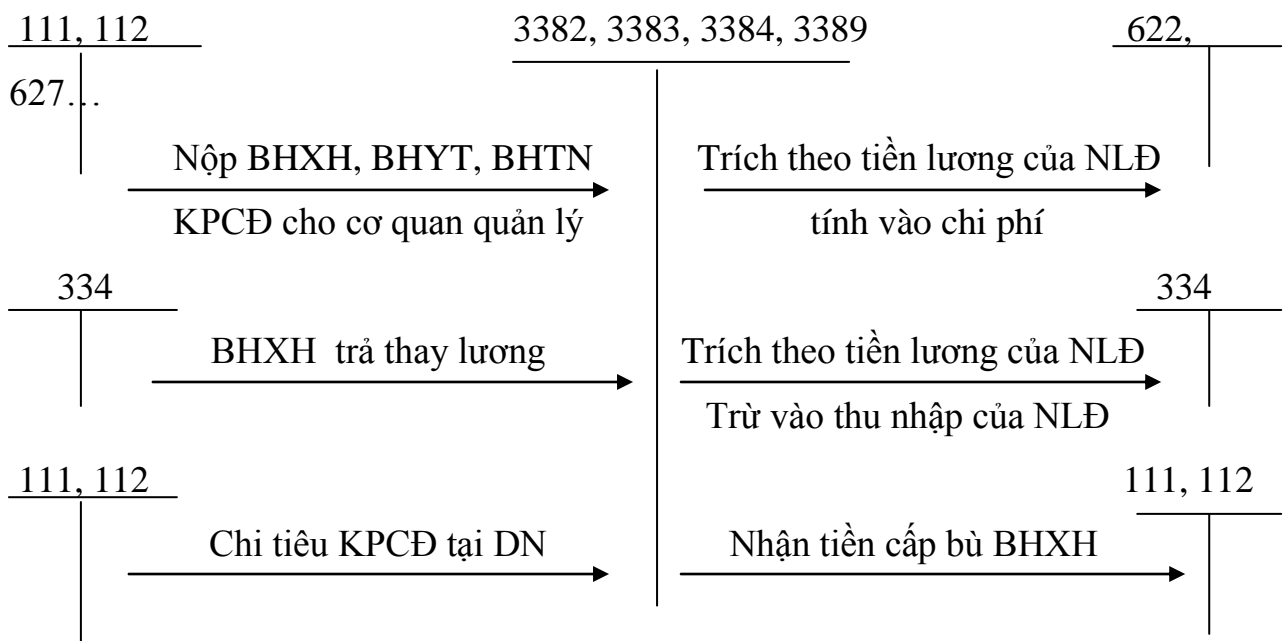 111, 112
3382, 3383, 3384, 3389
622,
627…
Nộp BHXH, BHYT, BHTN
Trích theo tiền lương của NLĐ
KPCĐ cho cơ quan quản lý
tính vào chi phí
334
334
BHXH trả thay lương
Trích theo tiền lương của NLĐ
Trừ vào thu nhập của NLĐ
111, 112
111, 112
Chi tiêu KPCĐ tại DN
Nhận tiền cấp bù BHXH